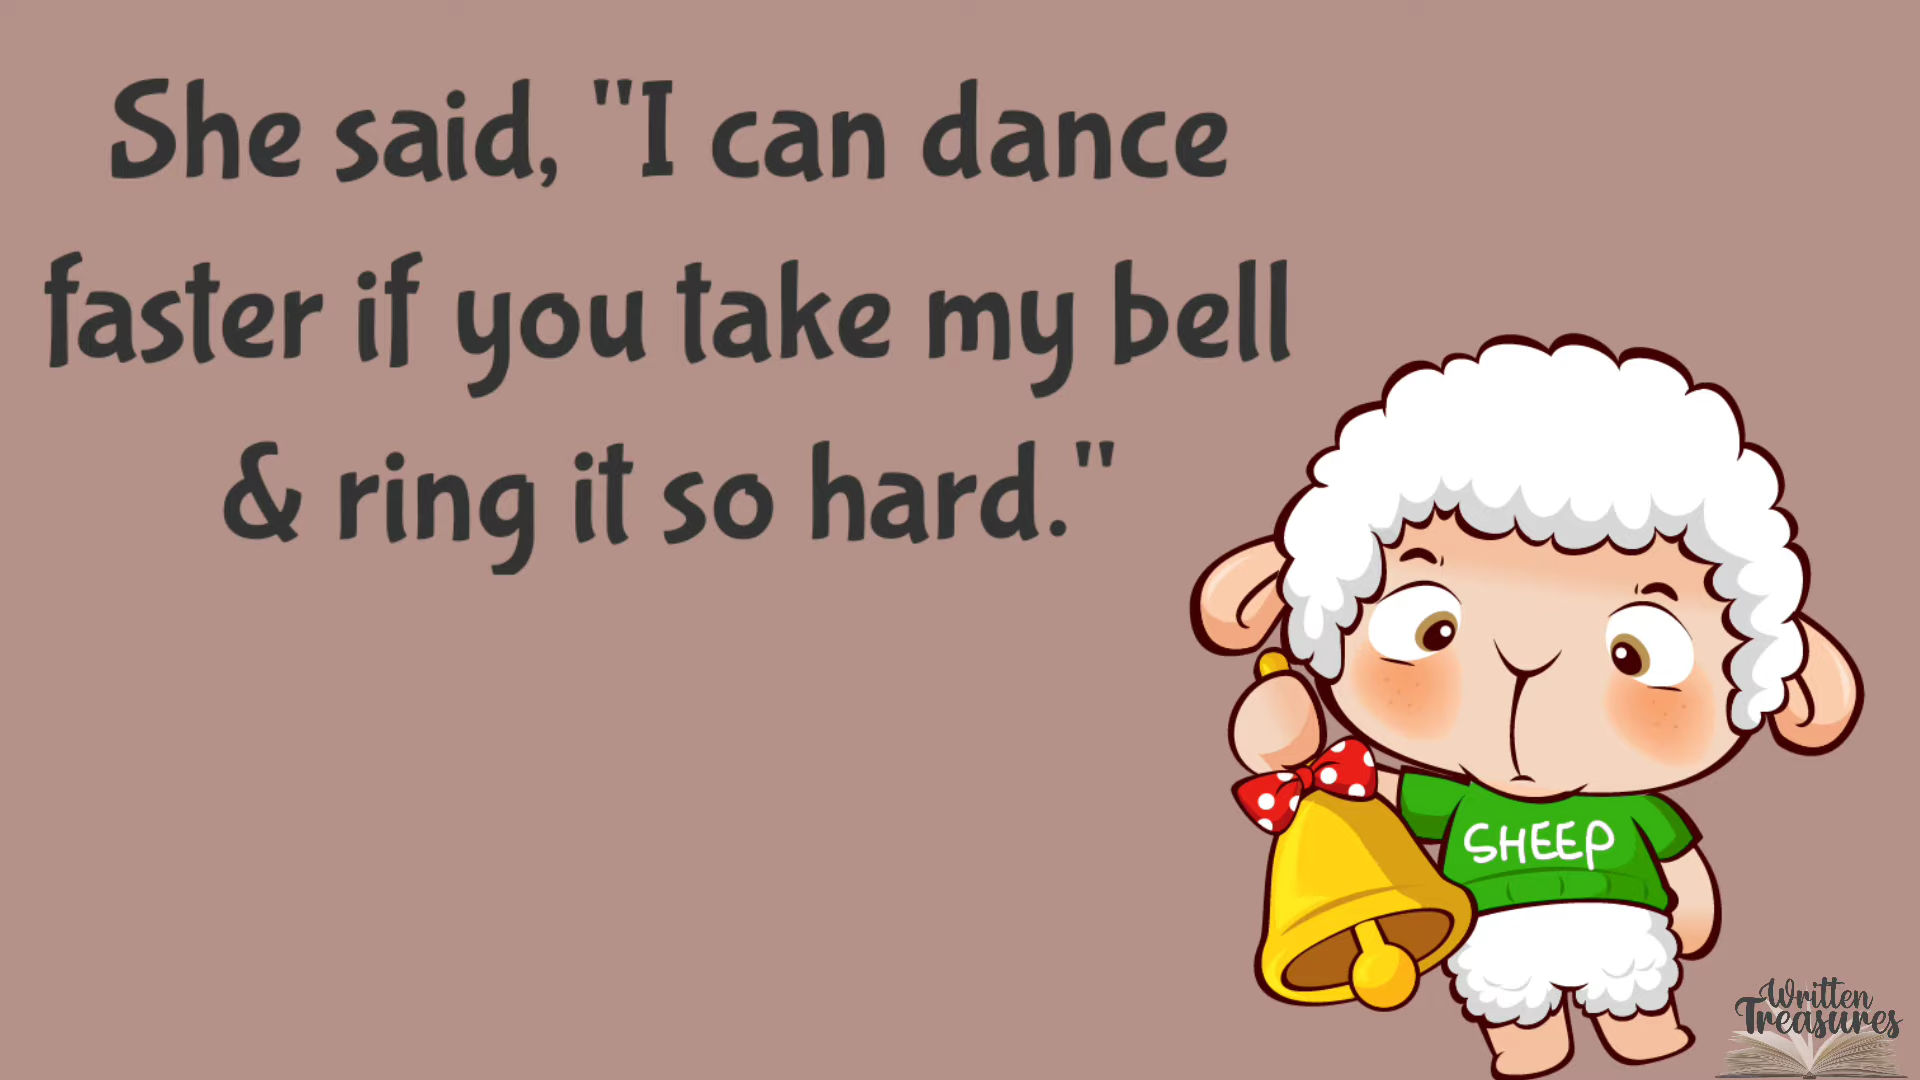 She said, "I can dance
faster if you take my bell
& ring it so hard."
SHEEP
Written
Treasures